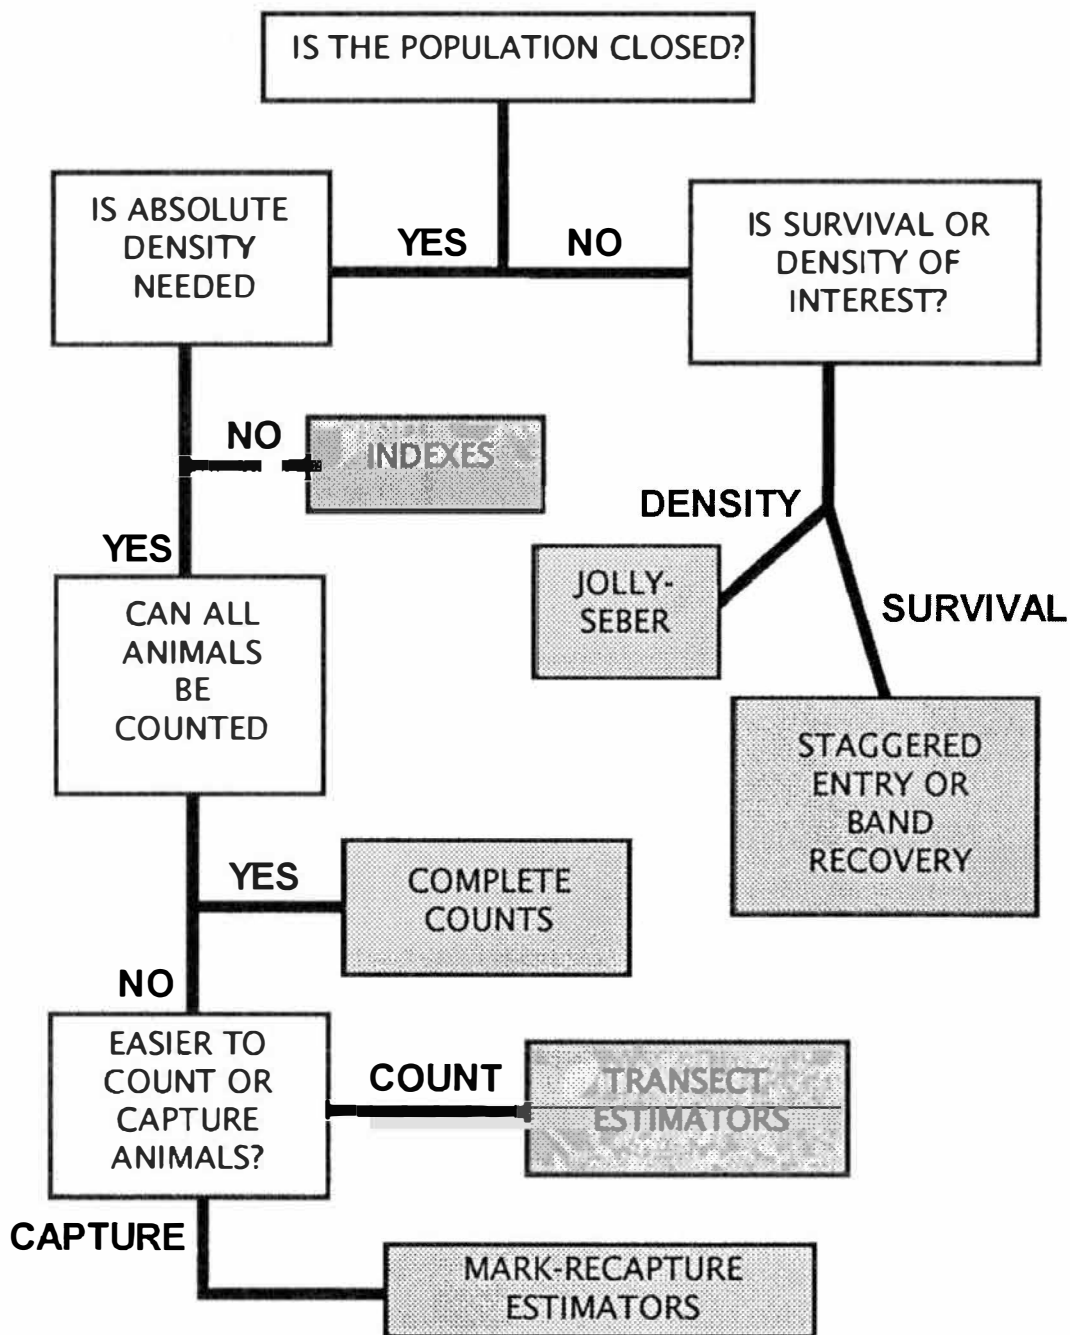 IS THE POPULATION CLOSED?
IS ABSOLUTE
DENSITY
NEEDED
YES
NO
IS SURVIVAL OR
DENSITY OF
INTEREST?
NO
INDEXES
YES
DENSITY
JOLLY-
SEBER
SURVIVAL
CAN ALL
ANIMALS
BE
COUNTED
STAGGERED
ENTRY OR
BAND
RECOVERY
YES
COMPLETE
COUNTS
NO
EASIER TO
COUNT OR
CAPTURE
ANIMALS?
COUNT
TRANSECT
ESTIMATORS
CAPTURE
MARK-RECAPTURE
ESTIMATORS